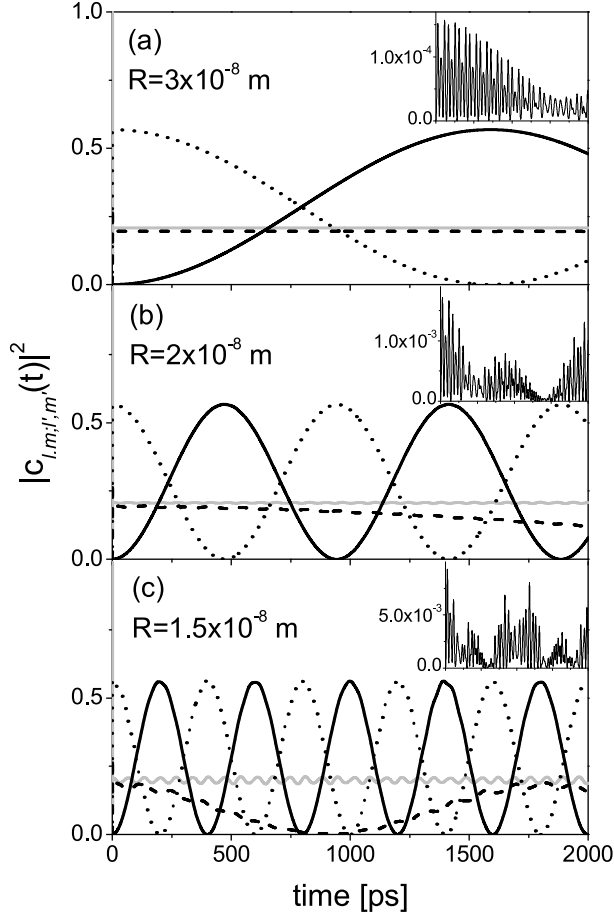 1.0
(a)
R=3x10⁻⁸ m
1.0x10⁻⁴
0.0
0.5
0.0
(b)
R=2x10⁻⁸ m
1.0x10⁻³
0.0
0.5
0.0
|c_{l.m;l',m'}(t)|²
(c)
R=1.5x10⁻⁸ m
5.0x10⁻³
0.0
0.5
0.0
0 500 1000 1500 2000
time [ps]